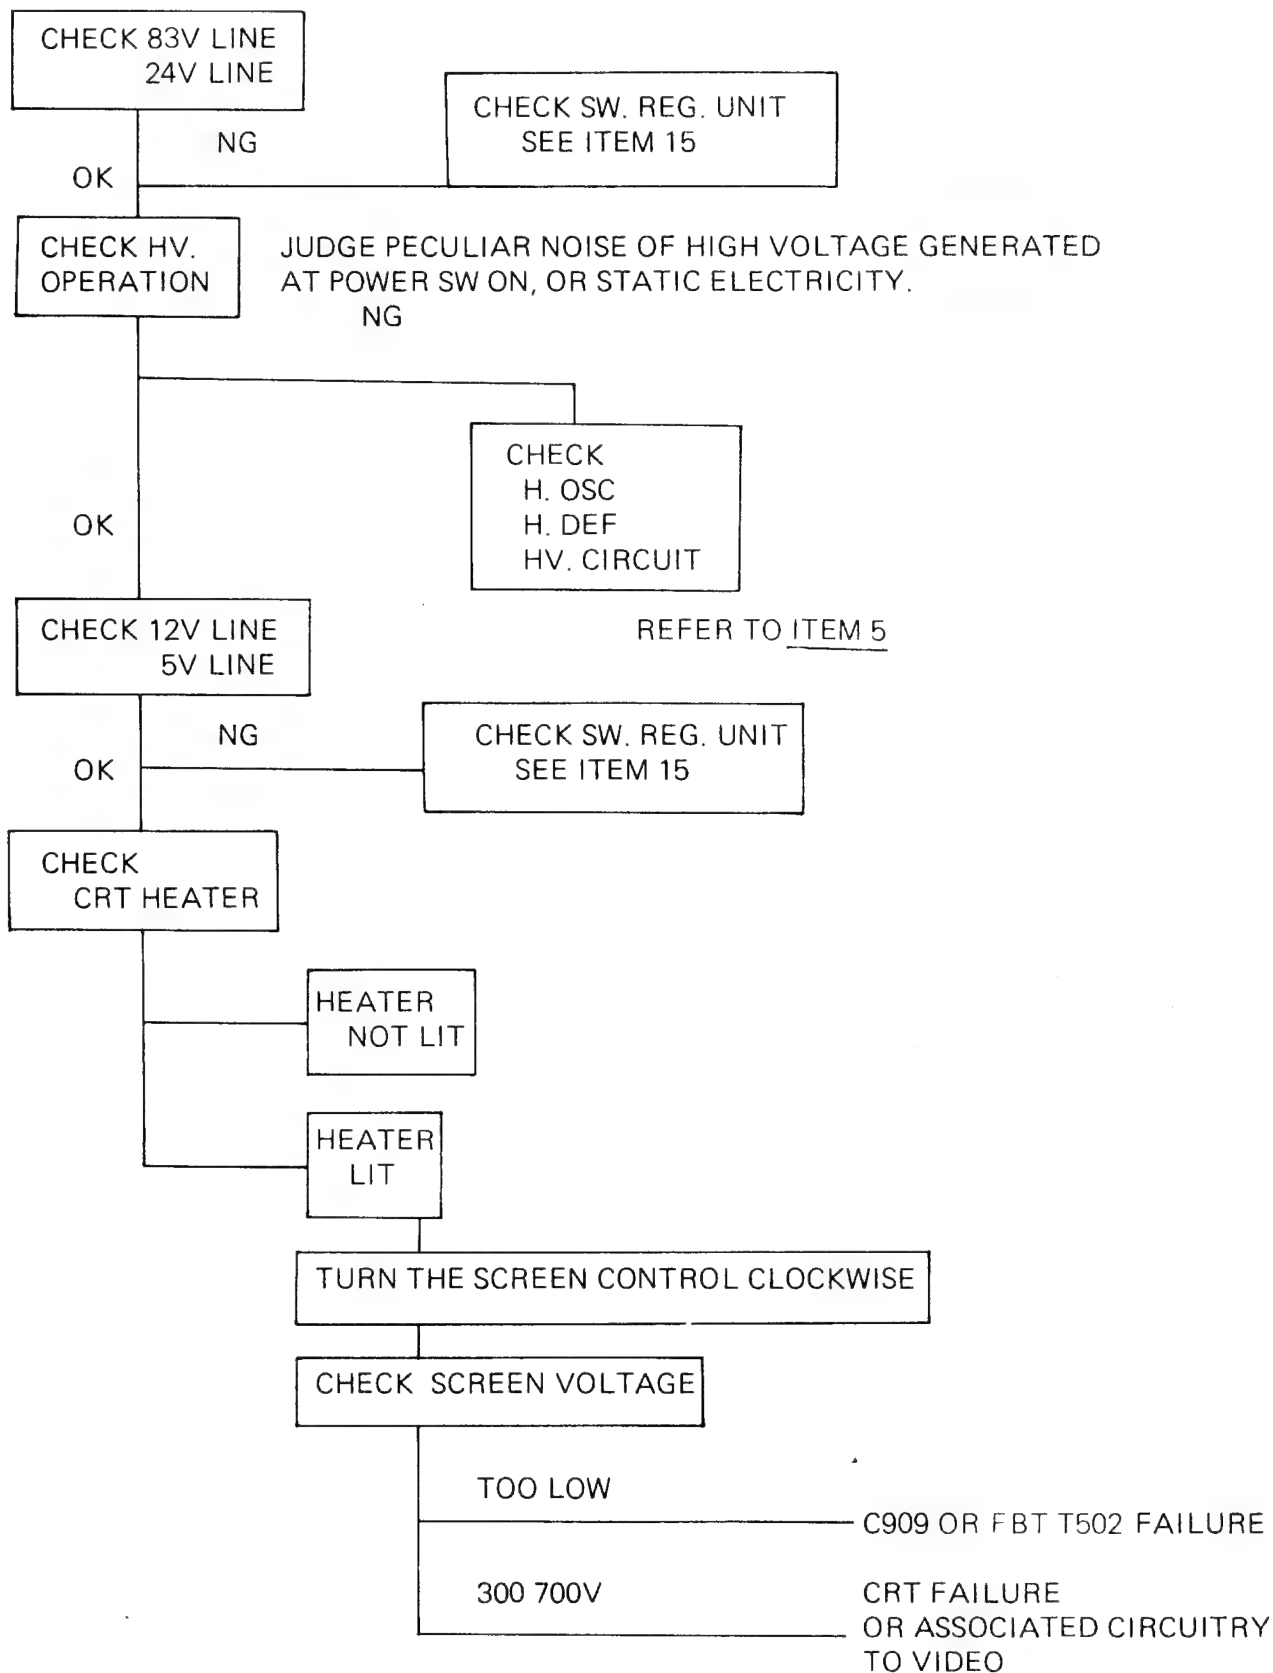 CHECK 83V LINE
24V LINE
NG
CHECK SW. REG. UNIT
SEE ITEM 15
OK
CHECK HV.
OPERATION
JUDGE PECULIAR NOISE OF HIGH VOLTAGE GENERATED
AT POWER SW ON, OR STATIC ELECTRICITY.
NG
CHECK
H. OSC
H. DEF
HV. CIRCUIT
OK
REFER TO ITEM 5
CHECK 12V LINE
5V LINE
NG
CHECK SW. REG. UNIT
SEE ITEM 15
OK
CHECK
CRT HEATER
HEATER
NOT LIT
HEATER
LIT
TURN THE SCREEN CONTROL CLOCKWISE
CHECK SCREEN VOLTAGE
TOO LOW
C909 OR FBT T502 FAILURE
300 700V
CRT FAILURE
OR ASSOCIATED CIRCUITRY
TO VIDEO